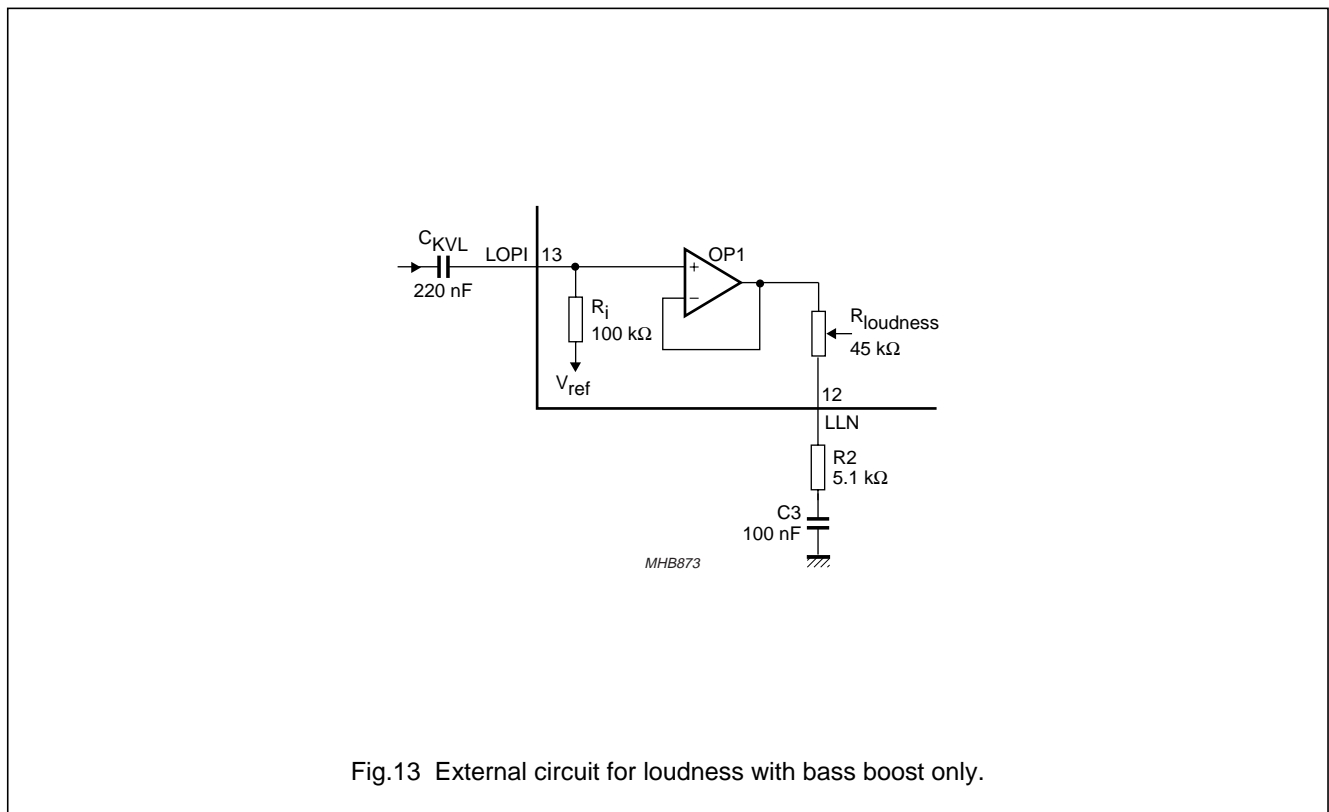 CKVL
220 nF
LOPI
13
Ri
100 kΩ
Vref
+
−
OP1
Rloudness
45 kΩ
12
LLN
R2
5.1 kΩ
C3
100 nF
MHB873
Fig.13 External circuit for loudness with bass boost only.